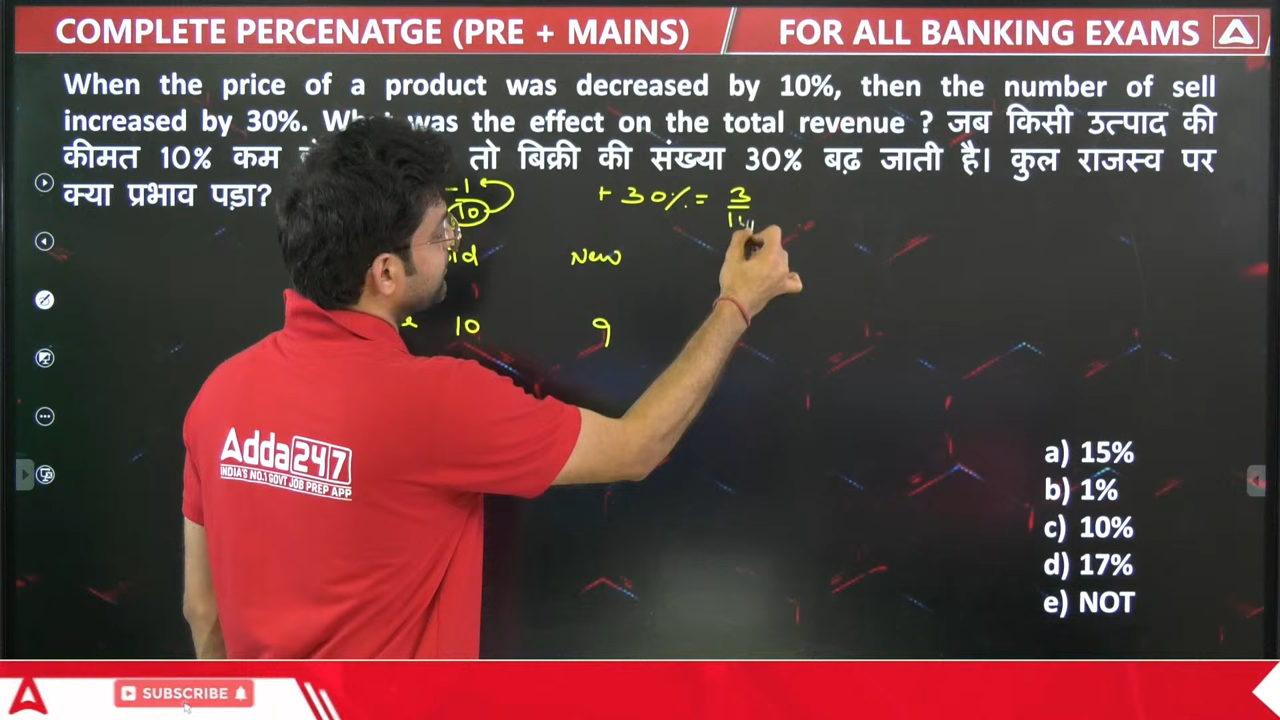 COMPLETE PERCENATGE (PRE + MAINS)
FOR ALL BANKING EXAMS
When the price of a product was decreased by 10%, then the number of sell
increased by 30%. What was the effect on the total revenue ? जब किसी उत्पाद की
कीमत 10% कम तो बिक्री की संख्या 30% बढ़ जाती है। कुल राजस्व पर
क्या प्रभाव पड़ा?
-1
10
+30% = 3
New
10 9
a) 15%
b) 1%
c) 10%
d) 17%
e) NOT
Adda247
INDIA'S NO.1 GOVT JOB PREP APP
SUBSCRIBE